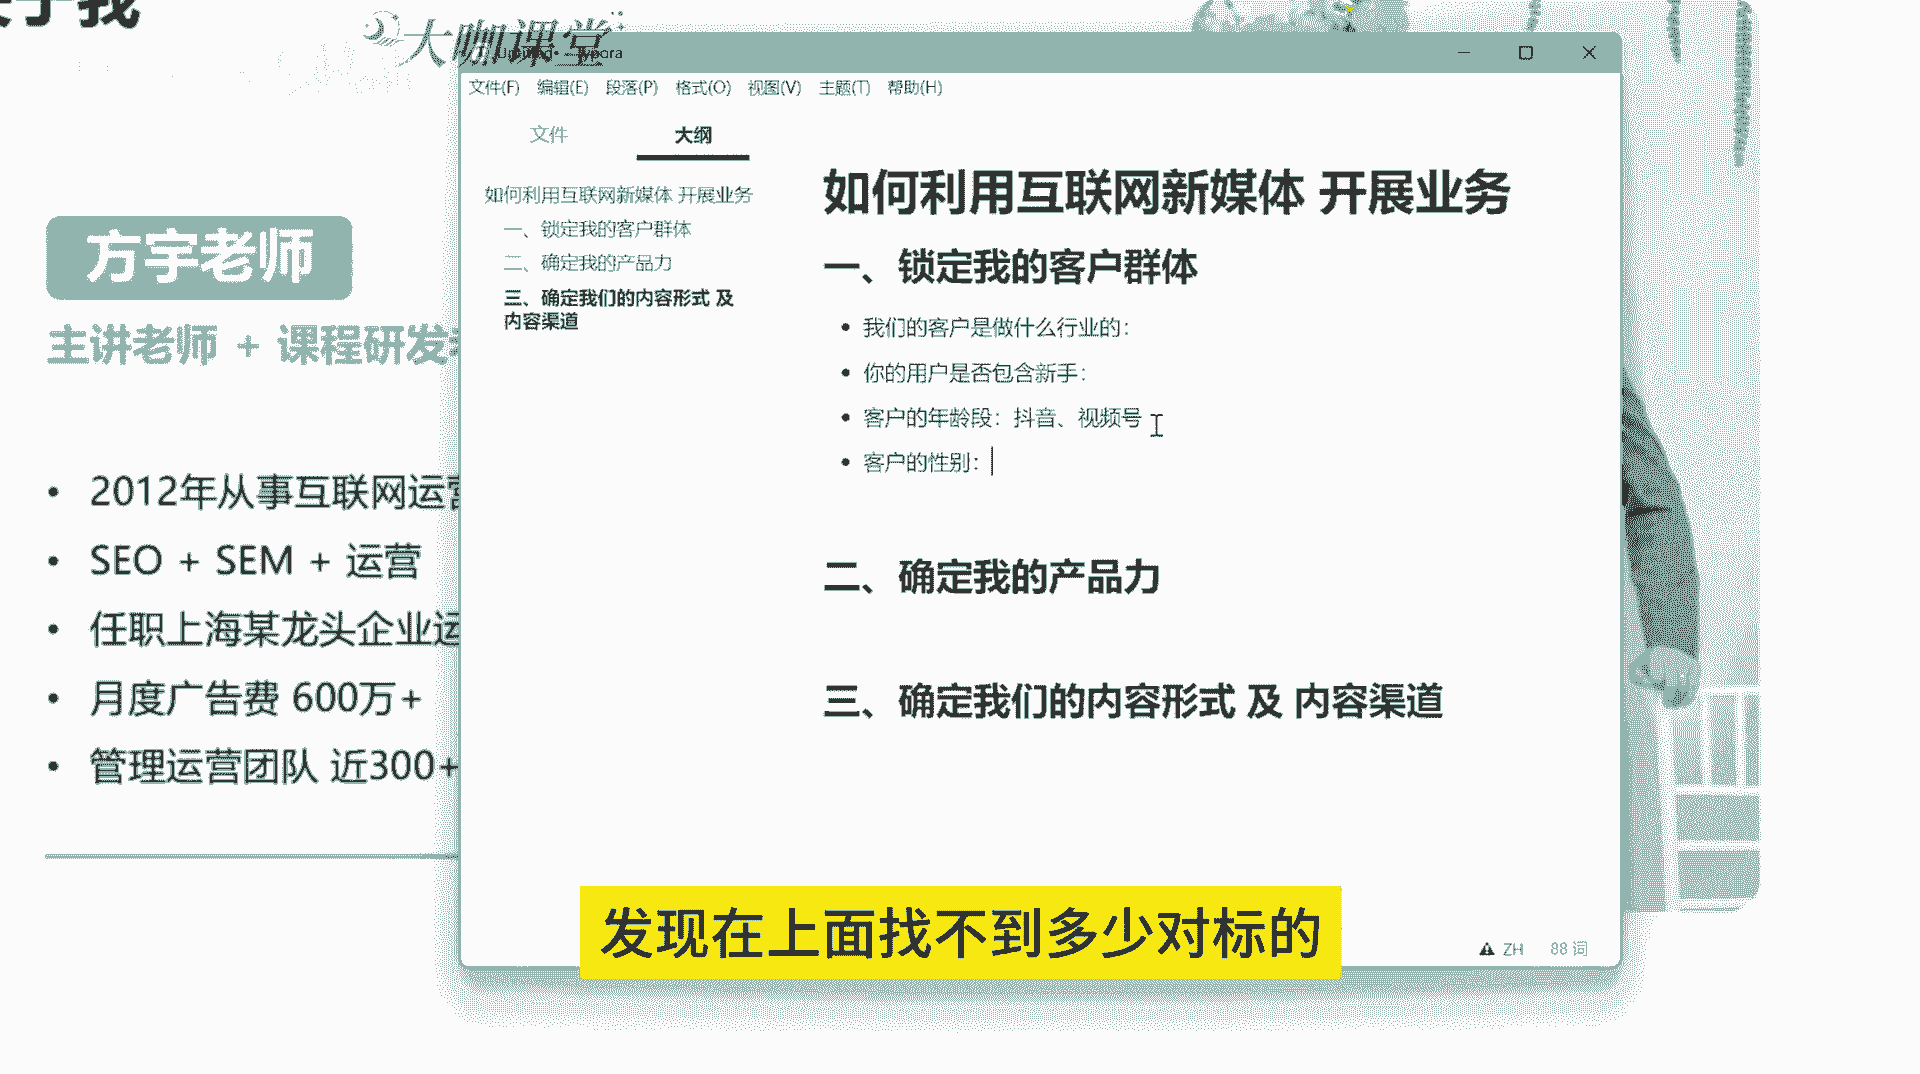 大咖课堂
文件(F) 编辑(E) 段落(P) 格式(O) 视图(V) 主题(T) 帮助(H)
文件 大纲
如何利用互联网新媒体 开展业务
一、锁定我的客户群体
二、确定我的产品力
三、确定我们的内容形式 及
内容渠道
如何利用互联网新媒体 开展业务
一、锁定我的客户群体
我们的客户是做什么行业的：
你的用户是否包含新手：
客户的年龄段：抖音、视频号
客户的性别：
二、确定我的产品力
三、确定我们的内容形式 及 内容渠道
ZH 88 词
方宇老师
主讲老师 + 课程研发
• 2012年从事互联网运营
• SEO + SEM + 运营
• 任职上海某龙头企业运
• 月度广告费 600万+
• 管理运营团队 近300+
发现在上面找不到多少对标的